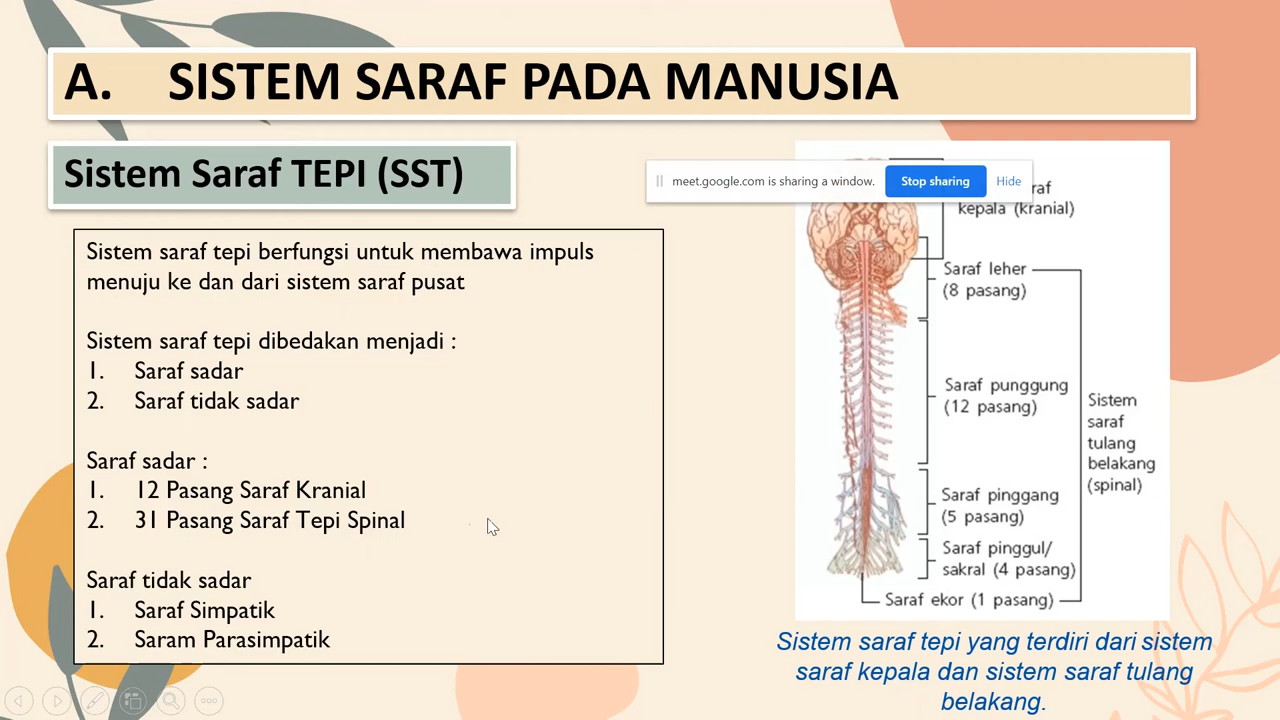 A. SISTEM SARAF PADA MANUSIA
Sistem Saraf TEPI (SST)
Sistem saraf tepi berfungsi untuk membawa impuls
menuju ke dan dari sistem saraf pusat
Sistem saraf tepi dibedakan menjadi :
1. Saraf sadar
2. Saraf tidak sadar
Saraf sadar :
1. 12 Pasang Saraf Kranial
2. 31 Pasang Saraf Tepi Spinal
Saraf tidak sadar
1. Saraf Simpatik
2. Saram Parasimpatik
meet.google.com is sharing a window. Stop sharing Hide
kepala (kranial)
Saraf leher
(8 pasang)
Saraf punggung
(12 pasang)
Sistem
saraf
tulang
belakang
(spinal)
Saraf pinggang
(5 pasang)
Saraf pinggul/
sakral (4 pasang)
Saraf ekor (1 pasang)
Sistem saraf tepi yang terdiri dari sistem
saraf kepala dan sistem saraf tulang
belakang.